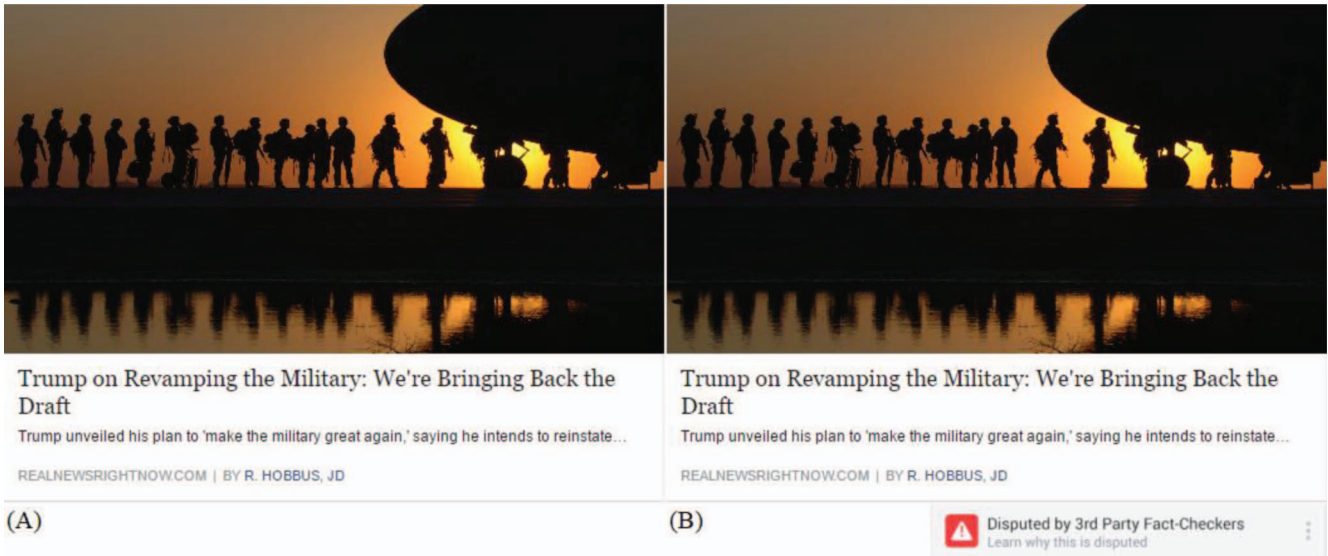 Trump on Revamping the Military: We're Bringing Back the
Draft
Trump unveiled his plan to 'make the military great again,' saying he intends to reinstate...
REALNEWSRIGHTNOW.COM | BY R. HOBBUS, JD
(A)
Trump on Revamping the Military: We're Bringing Back the
Draft
Trump unveiled his plan to 'make the military great again,' saying he intends to reinstate...
REALNEWSRIGHTNOW.COM | BY R. HOBBUS, JD
(B)
Disputed by 3rd Party Fact-Checkers
Learn why this is disputed